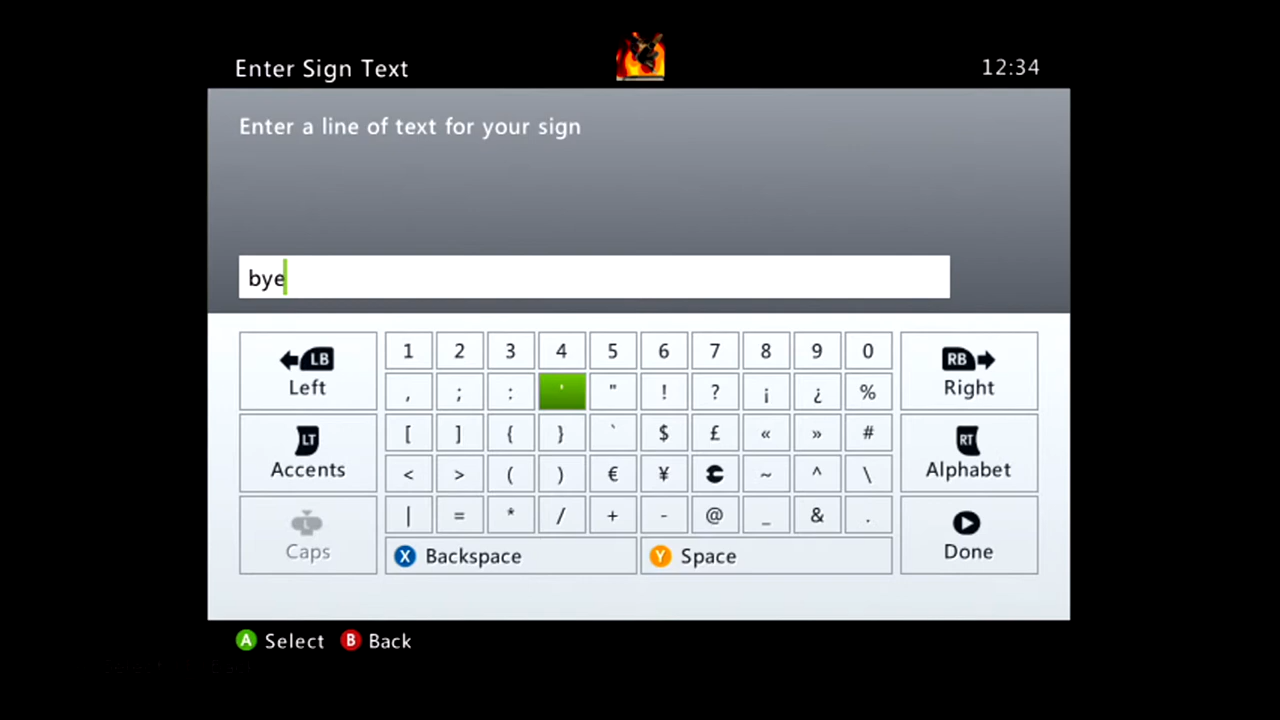 Enter Sign Text
12:34
Enter a line of text for your sign
bye
LB
Left
1 2 3 4 5 6 7 8 9 0
RB
Right
, ; : ' " ! ? ¡ ¿ %
LT
Accents
[ ] { } ` $ £ « » #
RT
Alphabet
< > ( ) € ¥ ~ ^ \
L
Caps
| = * / + - @ _ & .
Done
X Backspace
Y Space
A Select B Back